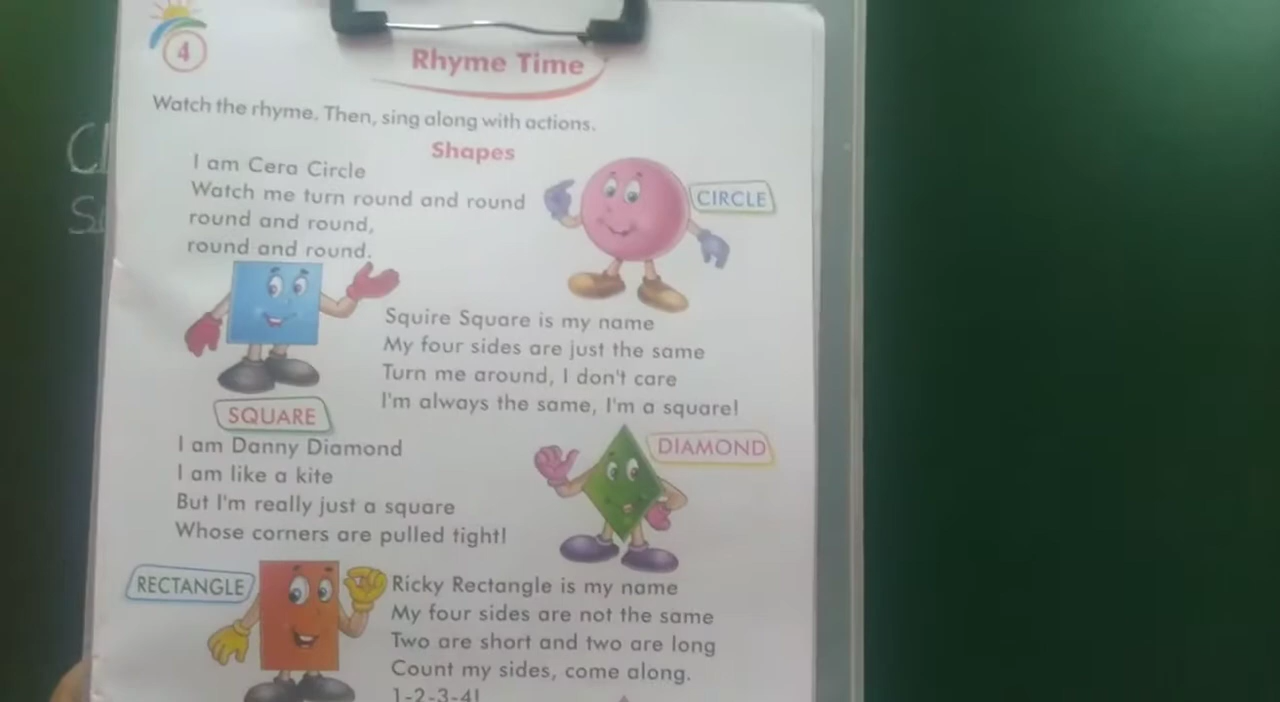 4
Rhyme Time
Watch the rhyme. Then, sing along with actions.
Shapes
I am Cera Circle
Watch me turn round and round
round and round,
round and round.
CIRCLE
Squire Square is my name
My four sides are just the same
Turn me around, I don't care
I'm always the same, I'm a square!
SQUARE
I am Danny Diamond
I am like a kite
But I'm really just a square
Whose corners are pulled tight!
DIAMOND
RECTANGLE
Ricky Rectangle is my name
My four sides are not the same
Two are short and two are long
Count my sides, come along.
1-2-3-4!